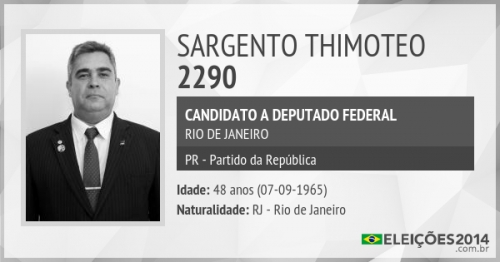 SARGENTO THIMOTEO
2290
CANDIDATO A DEPUTADO FEDERAL
RIO DE JANEIRO
PR - Partido da República
Idade: 48 anos (07-09-1965)
Naturalidade: RJ - Rio de Janeiro
ELEIÇÕES2014
.com.br